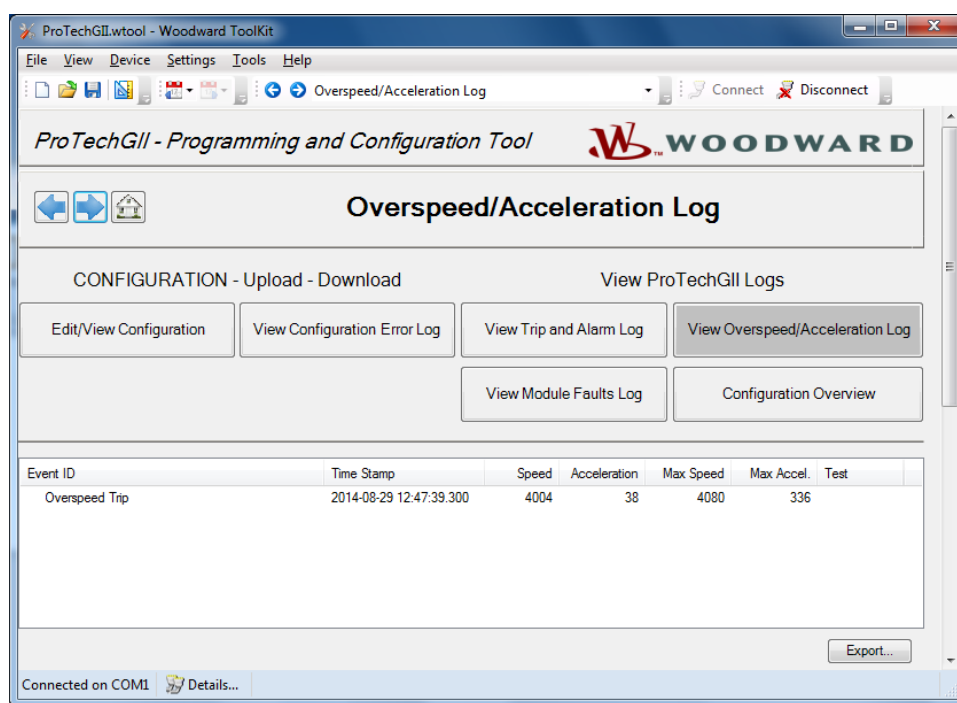 ProTechGII.wtool - Woodward ToolKit
File View Device Settings Tools Help
Overspeed/Acceleration Log Connect Disconnect
ProTechGII - Programming and Configuration Tool
W™ WOODWARD
Overspeed/Acceleration Log
CONFIGURATION - Upload - Download View ProTechGII Logs
Edit/View Configuration View Configuration Error Log View Trip and Alarm Log View Overspeed/Acceleration Log
View Module Faults Log Configuration Overview
Event ID Time Stamp Speed Acceleration Max Speed Max Accel. Test
Overspeed Trip 2014-08-29 12:47:39.300 4004 38 4080 336
Export...
Connected on COM1 Details...